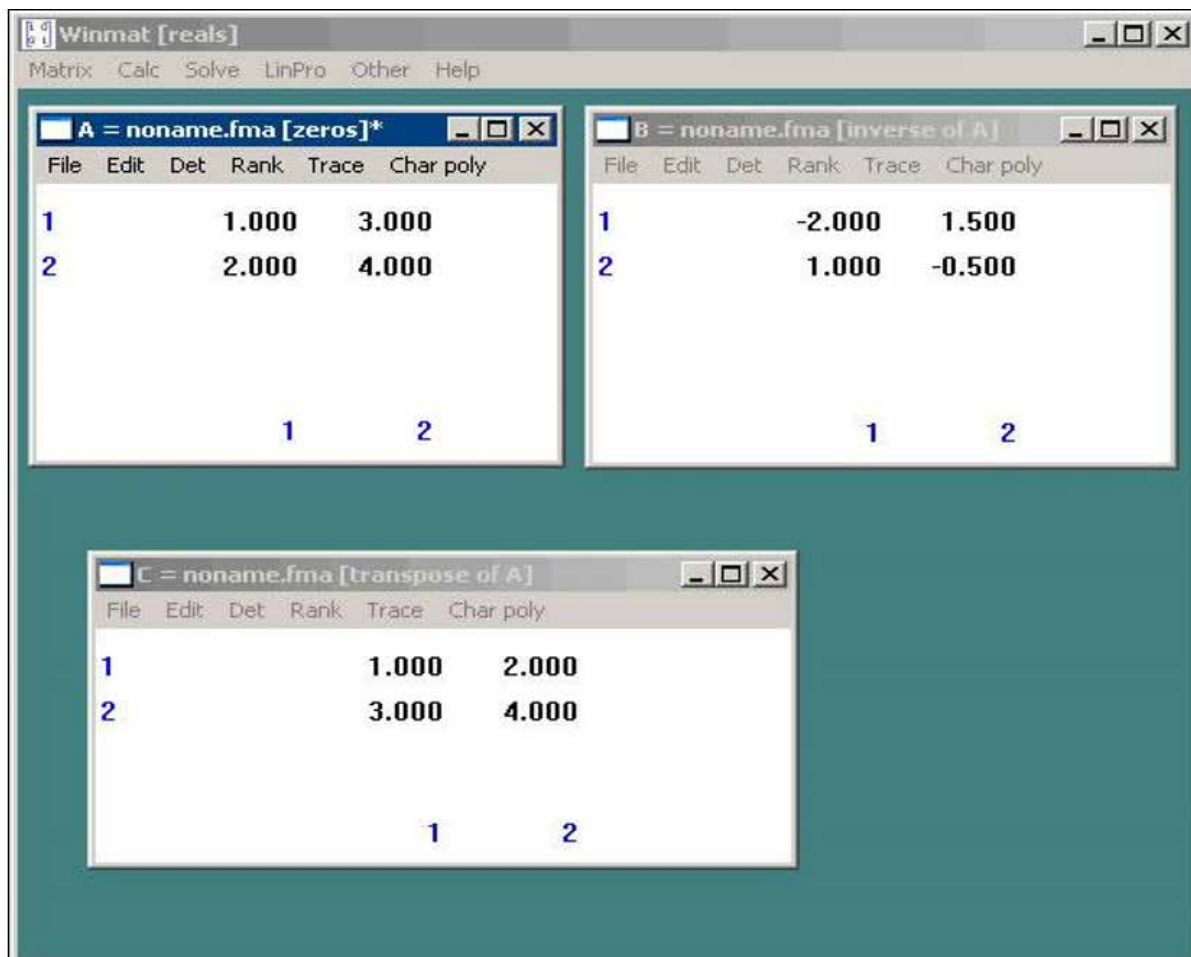 Winmat [reals]
Matrix Calc Solve LinPro Other Help
A = noname.fma [zeros]*
File Edit Det Rank Trace Char poly
1 1.000 3.000
2 2.000 4.000
1 2
B = noname.fma [inverse of A]
File Edit Det Rank Trace Char poly
1 -2.000 1.500
2 1.000 -0.500
1 2
C = noname.fma [transpose of A]
File Edit Det Rank Trace Char poly
1 1.000 2.000
2 3.000 4.000
1 2